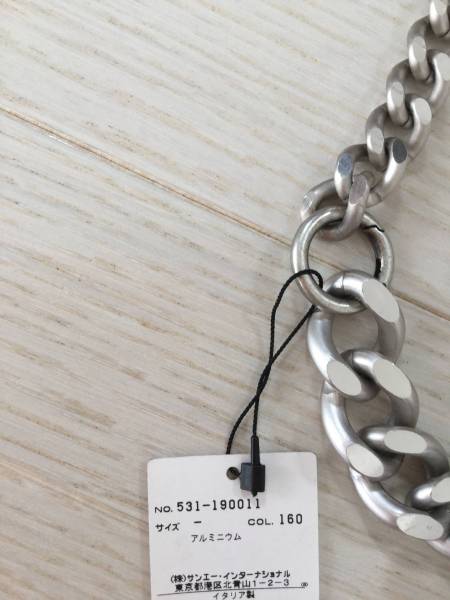 NO. 531-190011
サイズ － COL. 160
アルミニウム
(株)サンエー・インターナショナル
東京都港区北青山1-2-3 ®
イタリア製